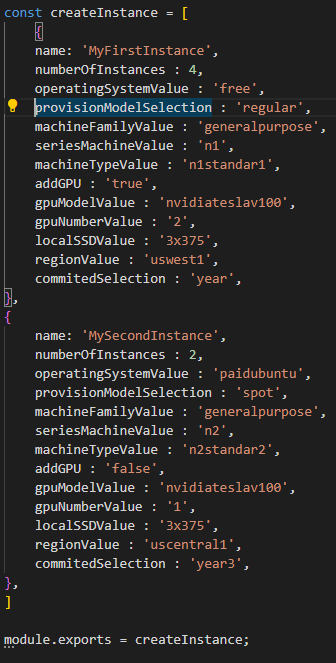 const createInstance = [
{
name: 'MyFirstInstance',
numberOfInstances : 4,
operatingSystemValue : 'free',
provisionModelSelection : 'regular',
machineFamilyValue : 'generalpurpose',
seriesMachineValue : 'n1',
machineTypeValue : 'n1standar1',
addGPU : 'true',
gpuModelValue : 'nvidiateslav100',
gpuNumberValue : '2',
localSSDValue : '3x375',
regionValue : 'uswest1',
commitedSelection : 'year',
},
{
name: 'MySecondInstance',
numberOfInstances : 2,
operatingSystemValue : 'paidubuntu',
provisionModelSelection : 'spot',
machineFamilyValue : 'generalpurpose',
seriesMachineValue : 'n2',
machineTypeValue : 'n2standar2',
addGPU : 'false',
gpuModelValue : 'nvidiateslav100',
gpuNumberValue : '1',
localSSDValue : '3x375',
regionValue : 'uscentral1',
commitedSelection : 'year3',
},
]
module.exports = createInstance;